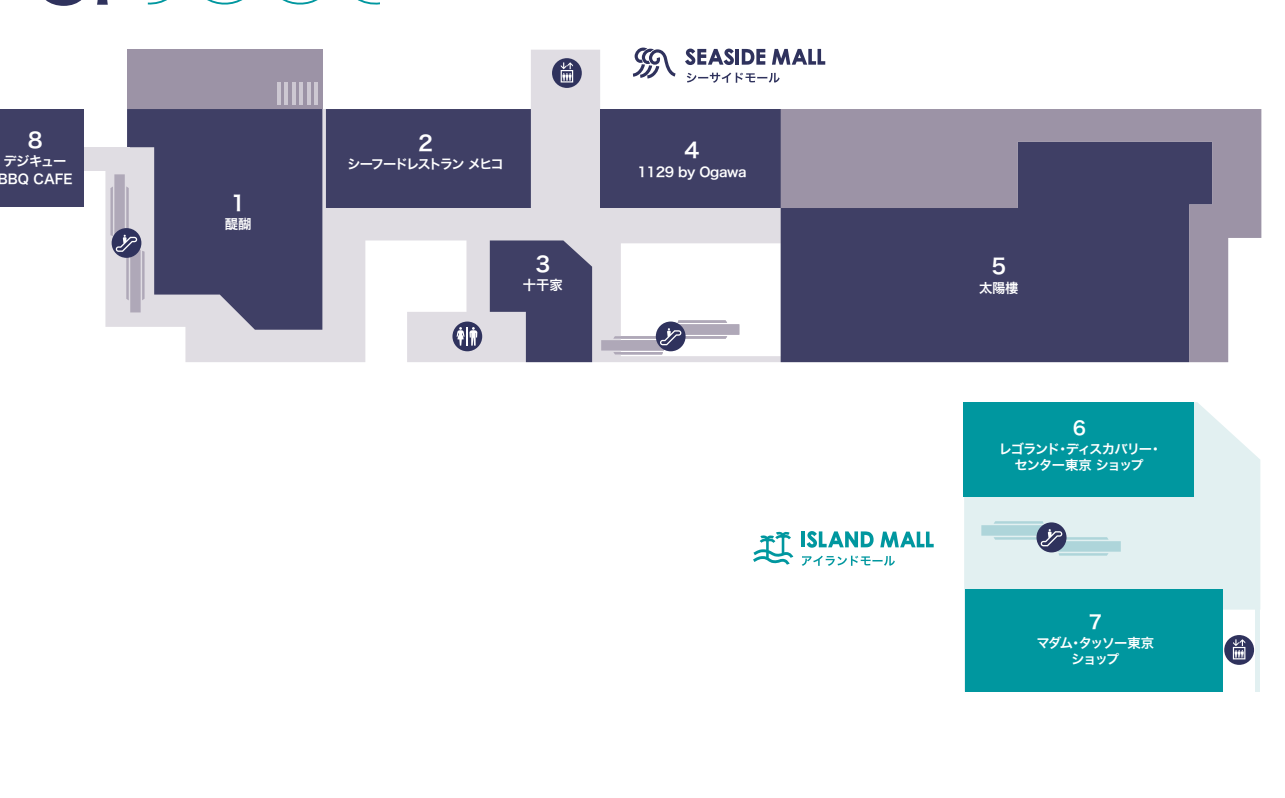 SEASIDE MALL
シーサイドモール
8
デジキュー
BBQ CAFE
1
醍醐
2
シーフードレストラン メヒコ
3
十干家
4
1129 by Ogawa
5
太陽樓
6
レゴランド・ディスカバリー・
センター東京 ショップ
ISLAND MALL
アイランドモール
7
マダム・タッソー東京
ショップ